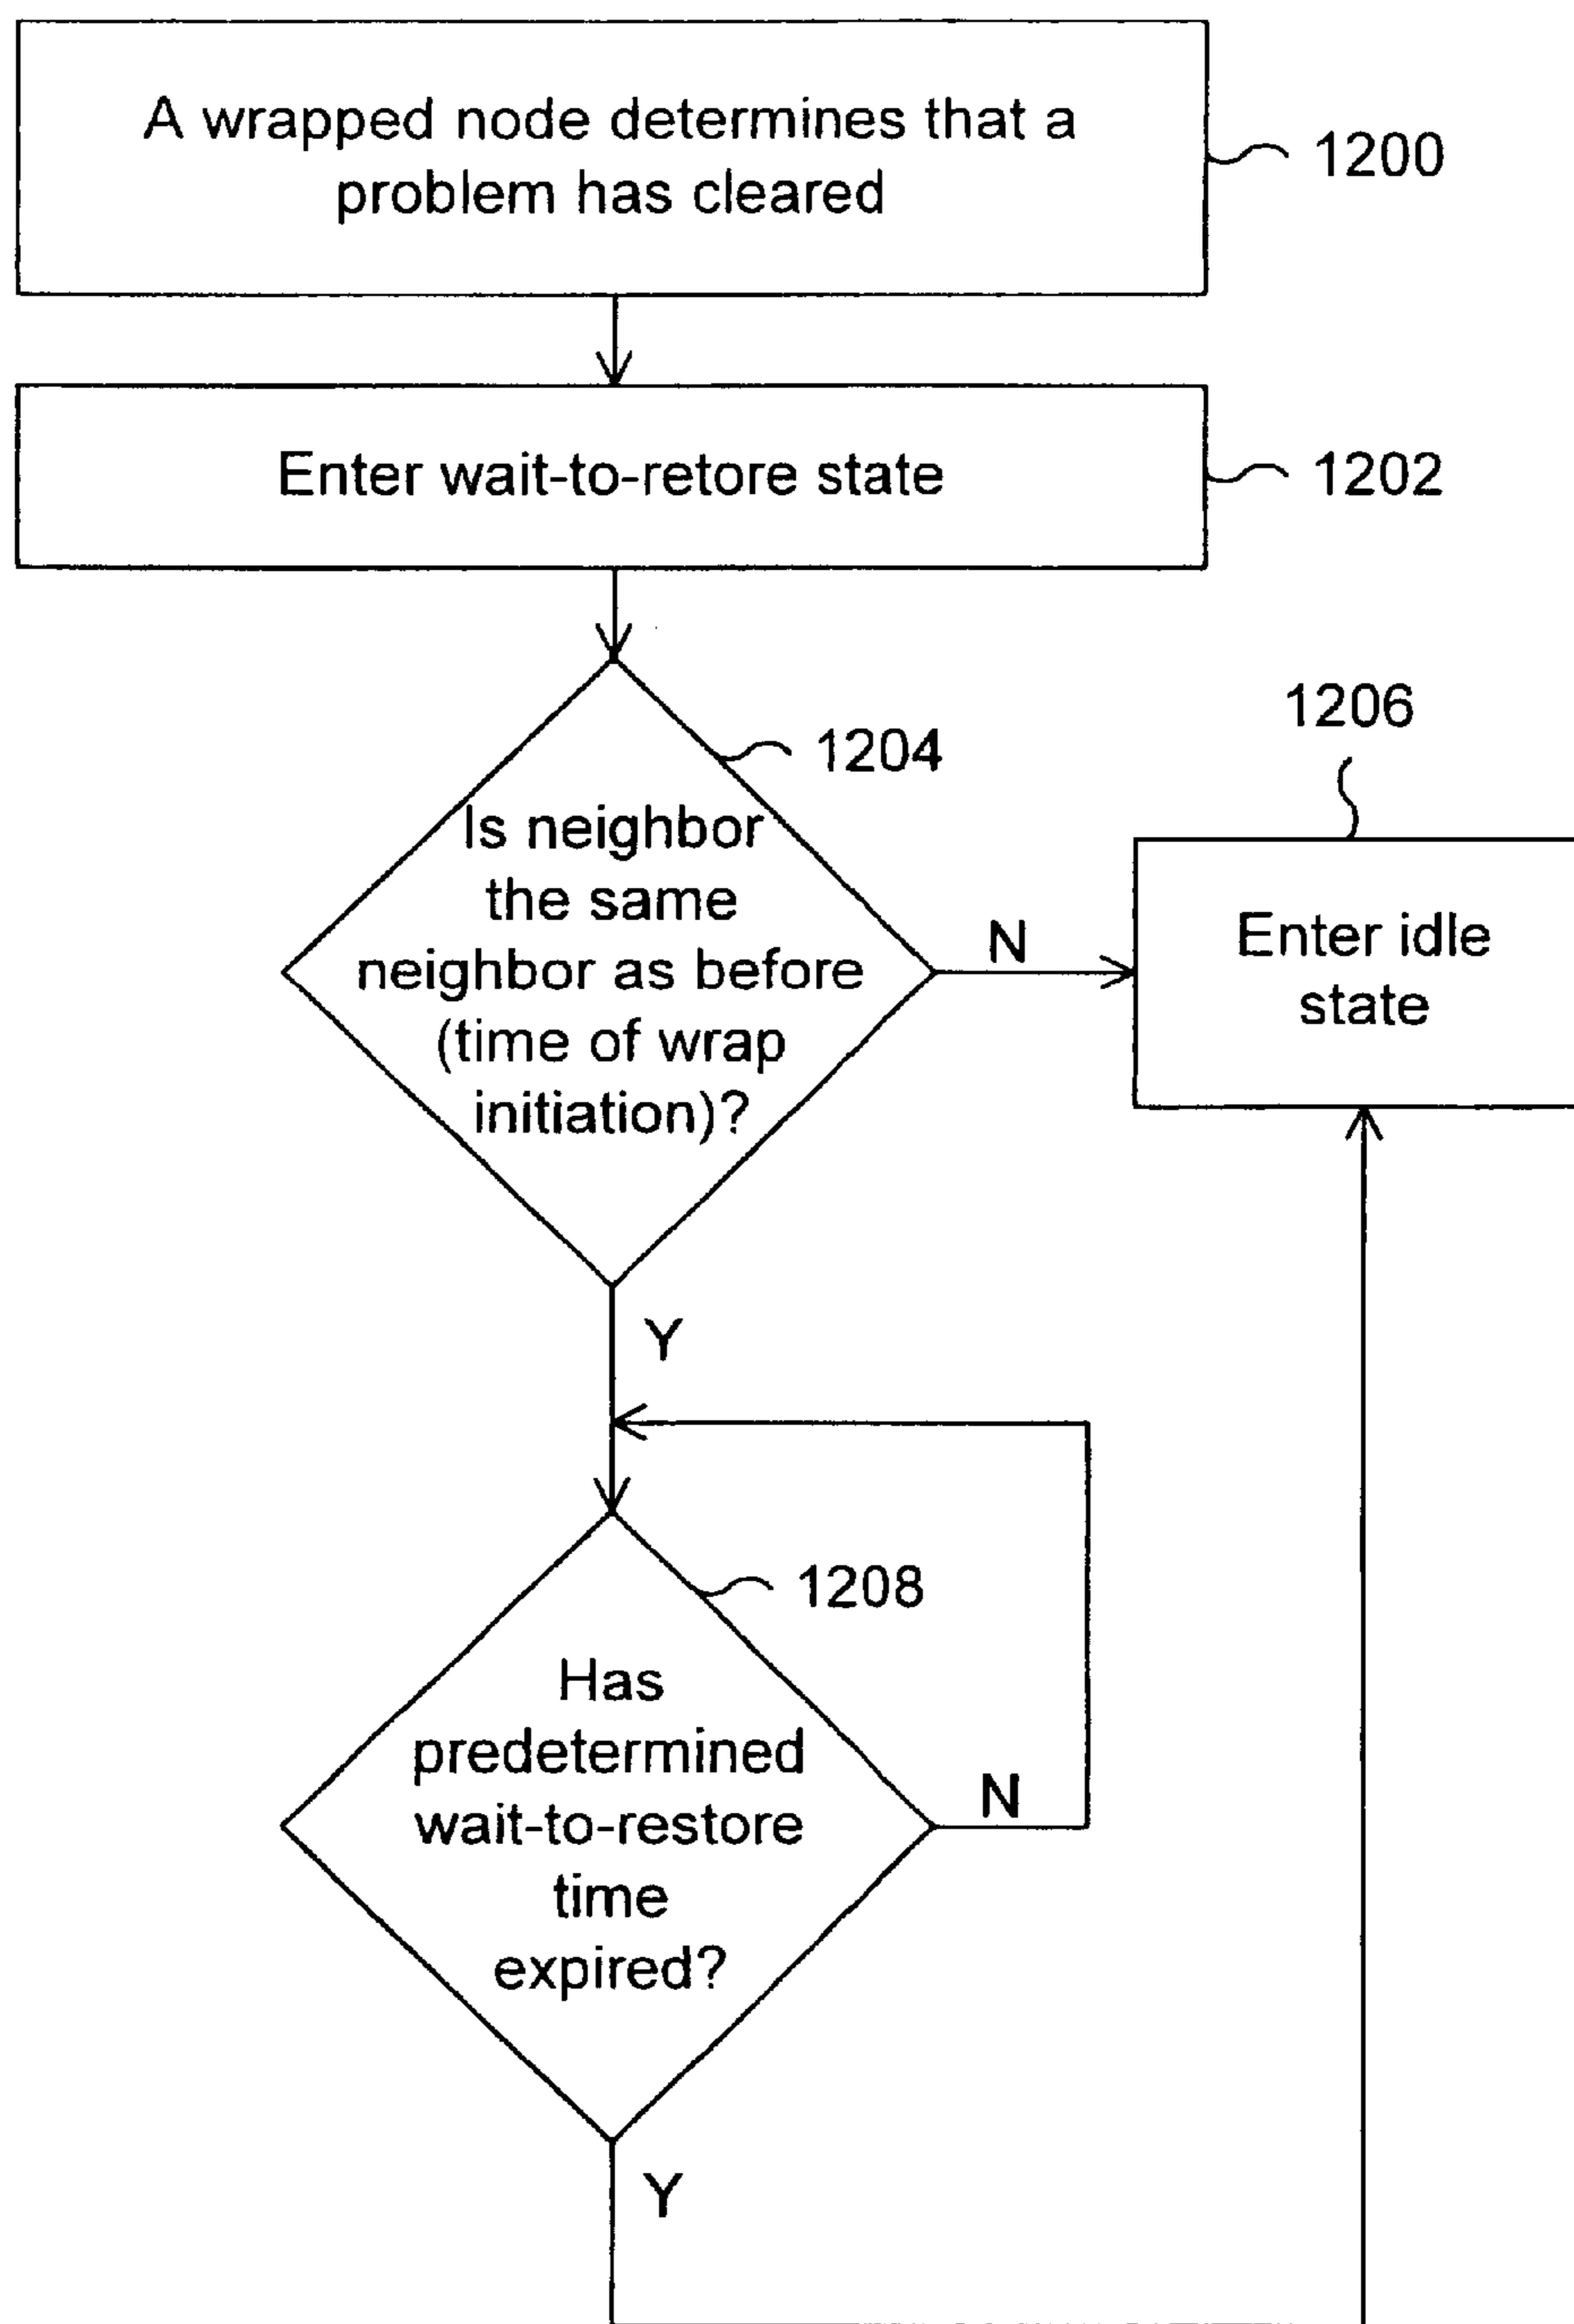 A wrapped node determines that a
problem has cleared
1200
Enter wait-to-retore state
1202
1204
Is neighbor
the same
neighbor as before
(time of wrap
initiation)?
N
1206
Enter idle
state
Y
1208
Has
predetermined
wait-to-restore
time
expired?
N
Y